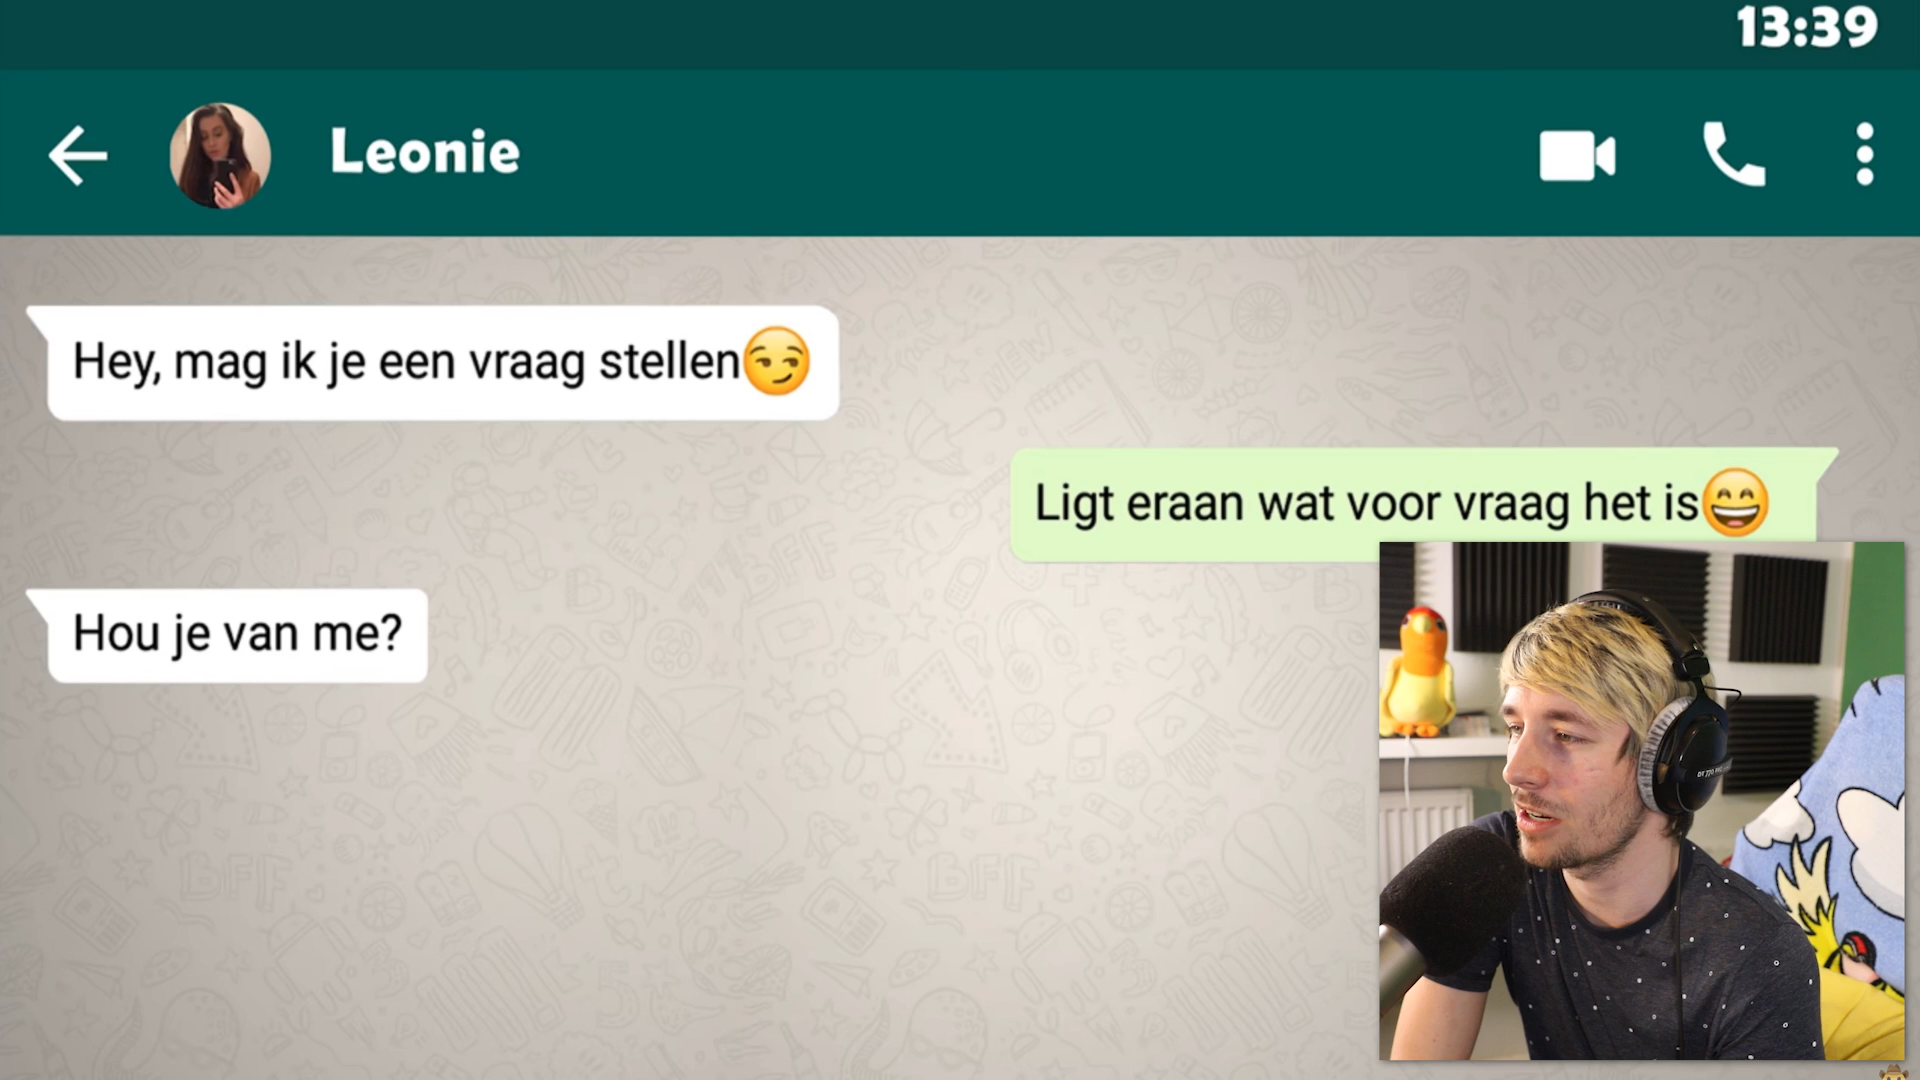 13:39
Leonie
Hey, mag ik je een vraag stellen😏
Ligt eraan wat voor vraag het is😄
Hou je van me?